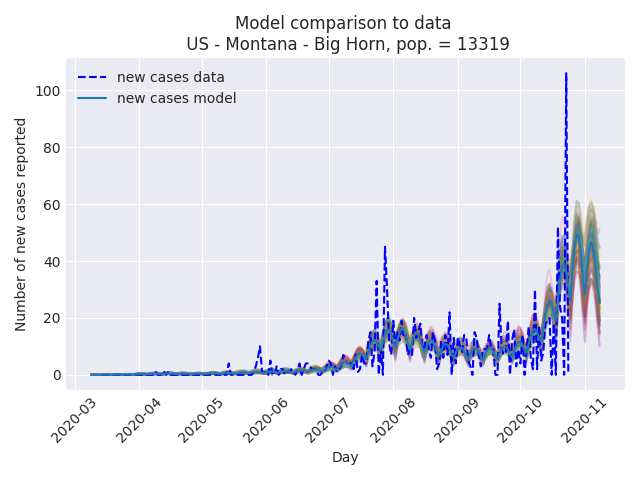 Model comparison to data
US - Montana - Big Horn, pop. = 13319
new cases data
new cases model
Number of new cases reported
100
80
60
40
20
0
2020-03
2020-04
2020-05
2020-06
2020-07
2020-08
2020-09
2020-10
2020-11
Day